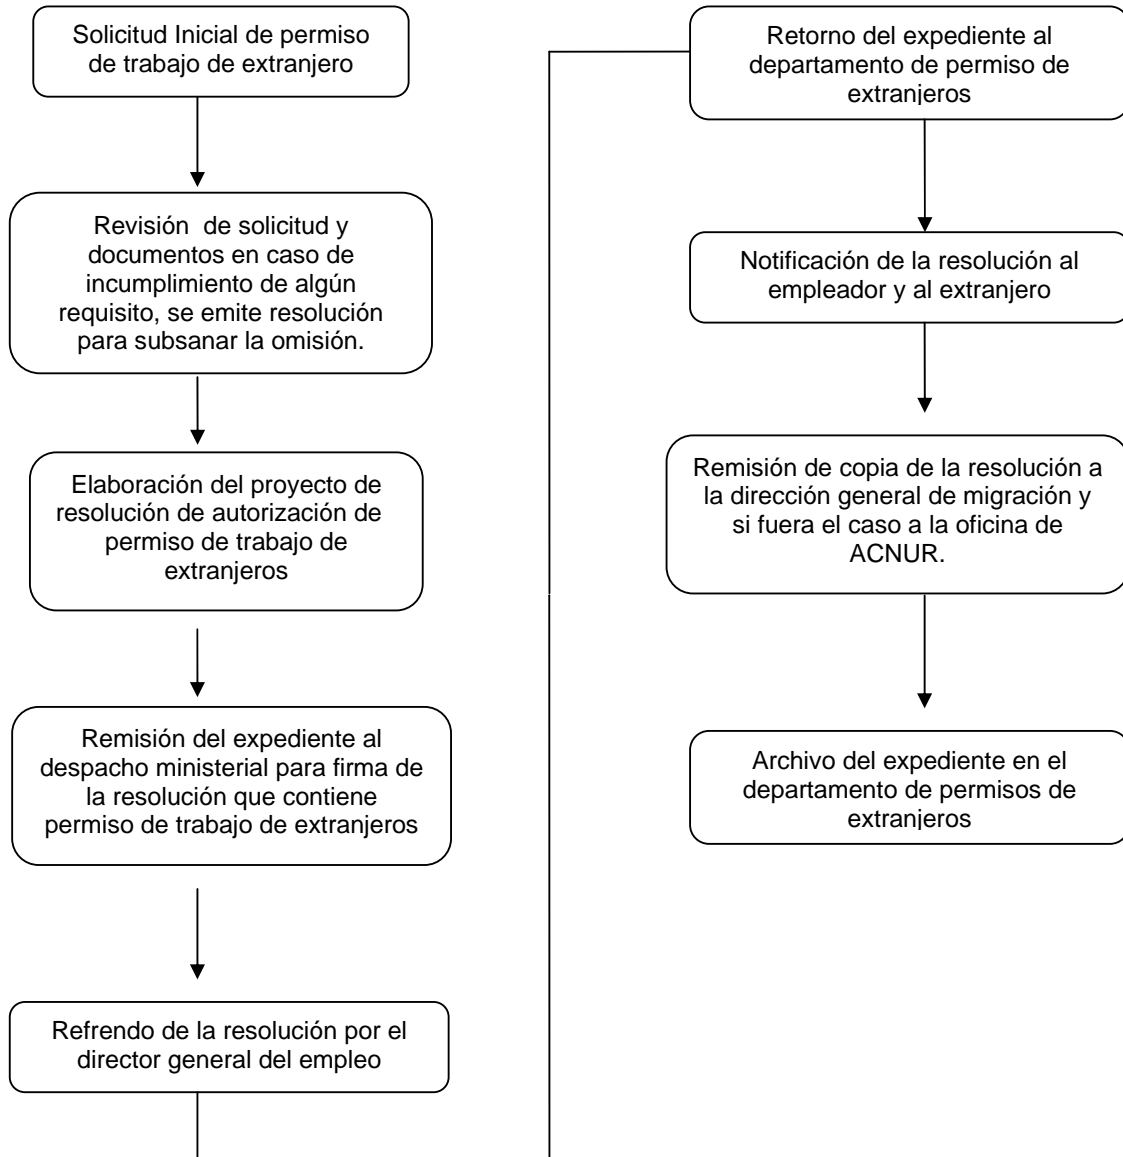 Solicitud Inicial de permiso
de trabajo de extranjero
Revisión de solicitud y
documentos en caso de
incumplimiento de algún
requisito, se emite resolución
para subsanar la omisión.
Elaboración del proyecto de
resolución de autorización de
permiso de trabajo de
extranjeros
Remisión del expediente al
despacho ministerial para firma de
la resolución que contiene
permiso de trabajo de extranjeros
Refrendo de la resolución por el
director general del empleo
Retorno del expediente al
departamento de permiso de
extranjeros
Notificación de la resolución al
empleador y al extranjero
Remisión de copia de la resolución a
la dirección general de migración y
si fuera el caso a la oficina de
ACNUR.
Archivo del expediente en el
departamento de permisos de
extranjeros